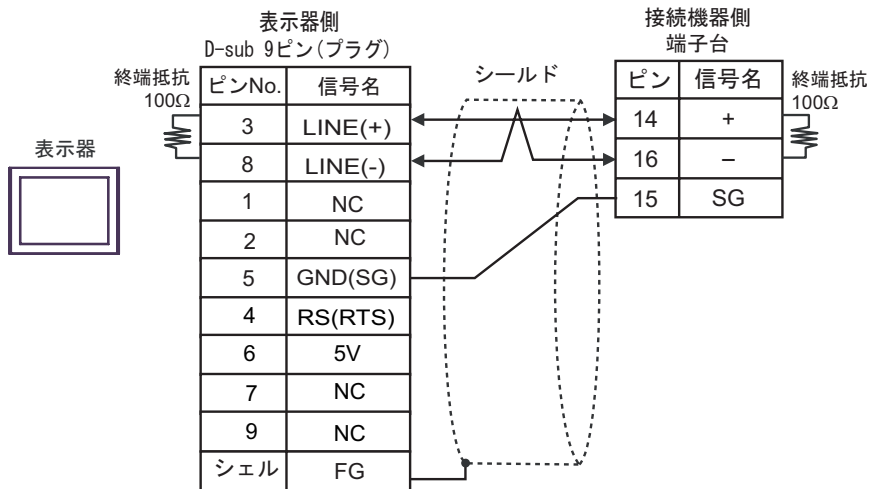 表示器側
D-sub 9ピン(プラグ)
接続機器側
端子台
終端抵抗
100Ω
シールド
終端抵抗
100Ω
表示器
ピンNo. 信号名
3 LINE(+)
8 LINE(-)
1 NC
2 NC
5 GND(SG)
4 RS(RTS)
6 5V
7 NC
9 NC
シェル FG
ピン 信号名
14 +
16 –
15 SG